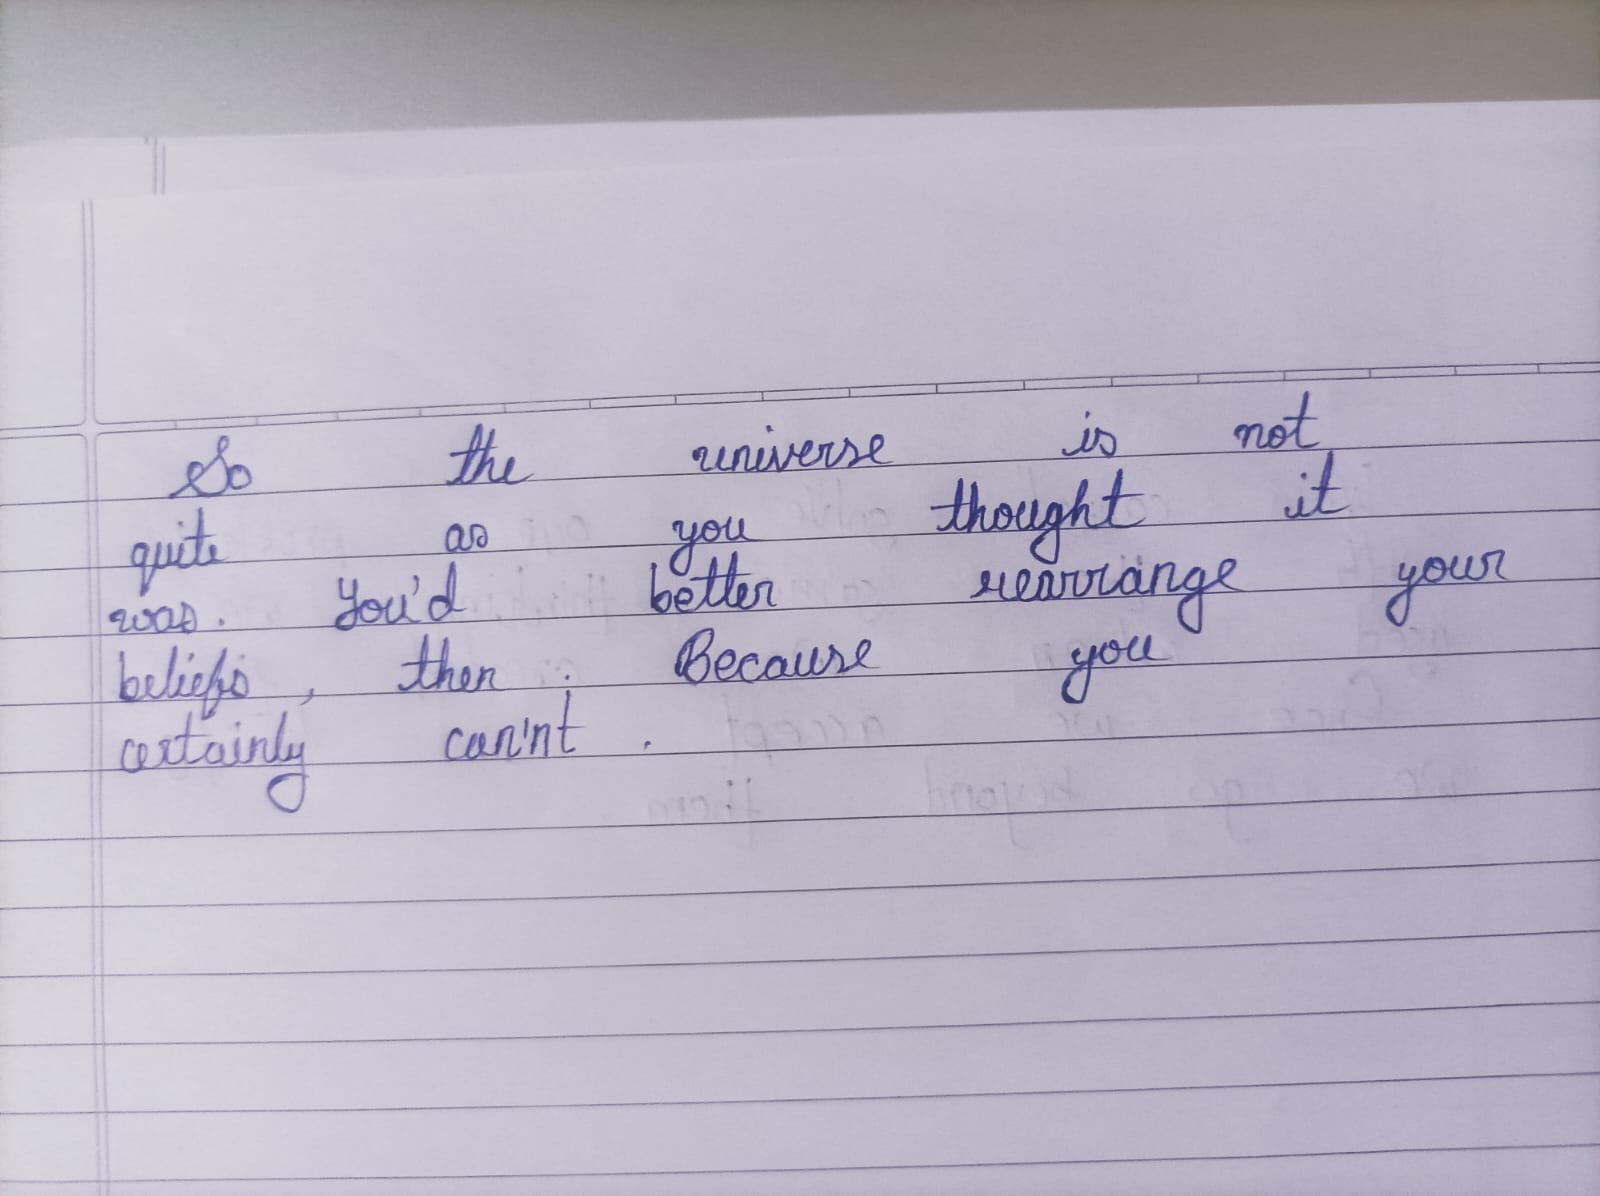 So the universe is not
quite as you thought it
was. You'd better rearrange your
beliefs, then. Because you
certainly can'nt.